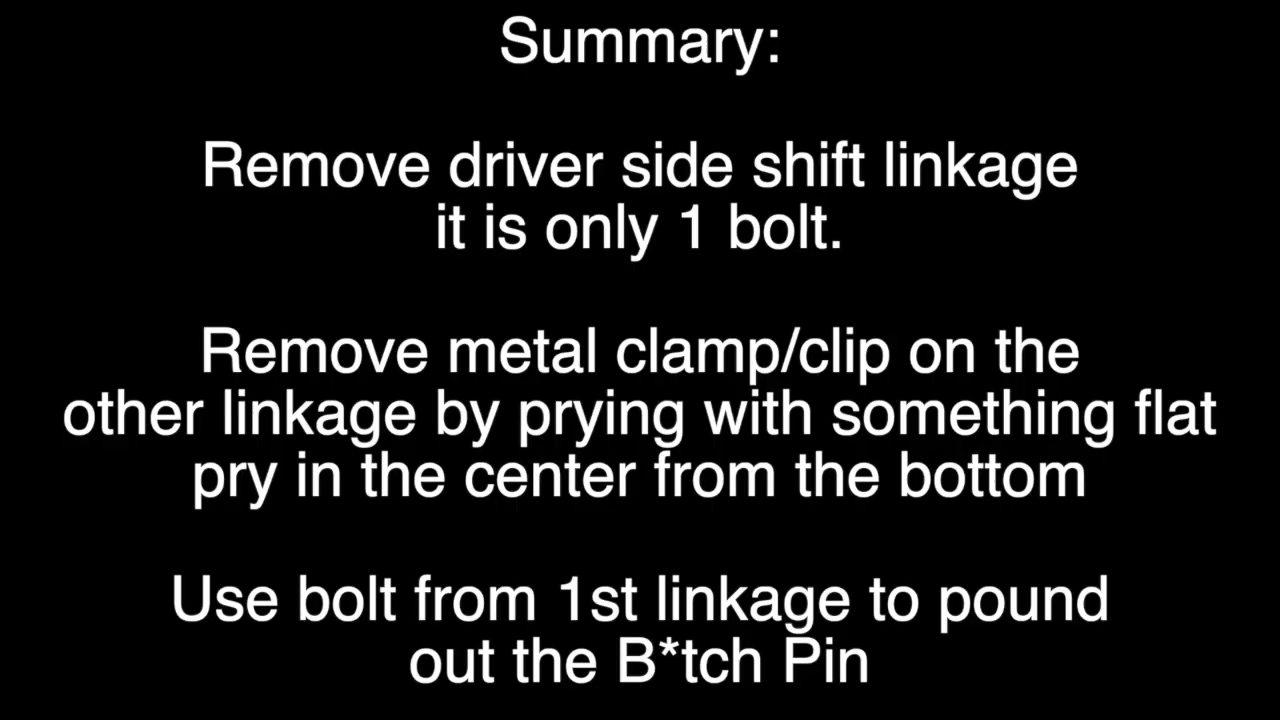 Summary:
Remove driver side shift linkage
it is only 1 bolt.
Remove metal clamp/clip on the
other linkage by prying with something flat
pry in the center from the bottom
Use bolt from 1st linkage to pound
out the B*tch Pin